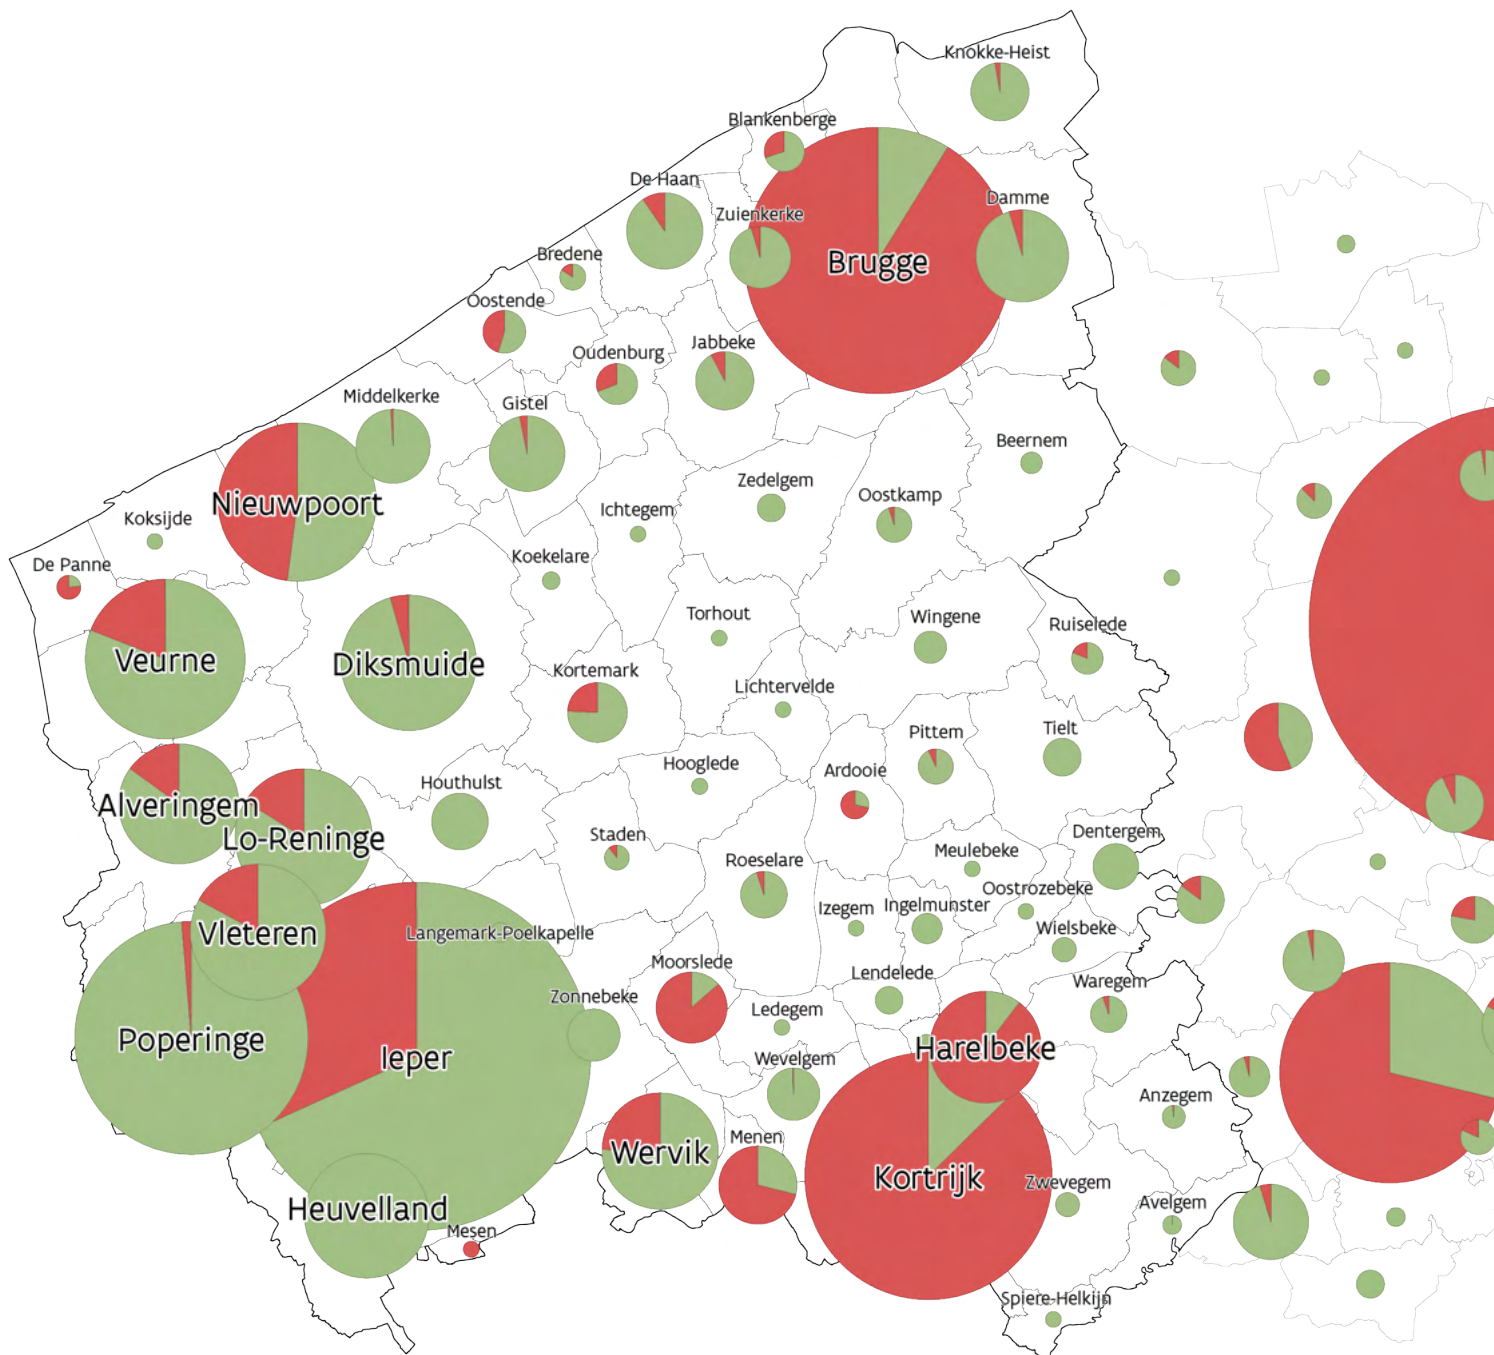 Knokke-Heist
Blankenberge
De Haan
Damme
Zuienkerke
Brugge
Bredene
Oostende
Jabbeke
Oudenburg
Middelkerke
Gistel
Beernem
Zedelgem
Oostkamp
Nieuwpoort
Ichtegem
Koksijde
Koekelare
De Panne
Torhout
Wingene
Ruiselede
Veurne
Diksmuide
Kortemark
Lichtervelde
Pittem
Tielt
Hooglede
Ardooie
Houthulst
Alveringem
Lo-Reninge
Staden
Dentergem
Meulebeke
Roeselare
Oostrozebeke
Izegem
Ingelmunster
Wielsbeke
Vleteren
Langemark-Poelkapelle
Moorslede
Lendelede
Waregem
Zonnebeke
Ledegem
Poperinge
Ieper
Harelbeke
Wevelgem
Anzegem
Menen
Wervik
Kortrijk
Zwevegem
Avelgem
Heuvelland
Mesen
Spiere-Helkijn